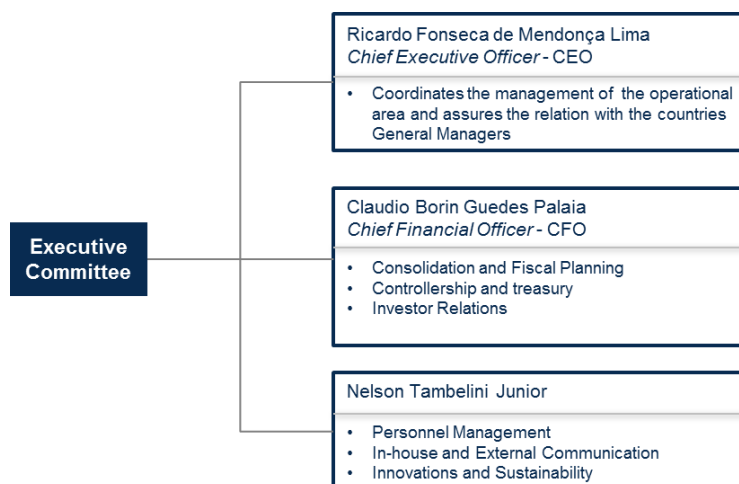 Ricardo Fonseca de Mendonça Lima
Chief Executive Officer - CEO
• Coordinates the management of the operational
area and assures the relation with the countries
General Managers
Executive
Committee
Claudio Borin Guedes Palaia
Chief Financial Officer - CFO
• Consolidation and Fiscal Planning
• Controllership and treasury
• Investor Relations
Nelson Tambelini Junior
• Personnel Management
• In-house and External Communication
• Innovations and Sustainability